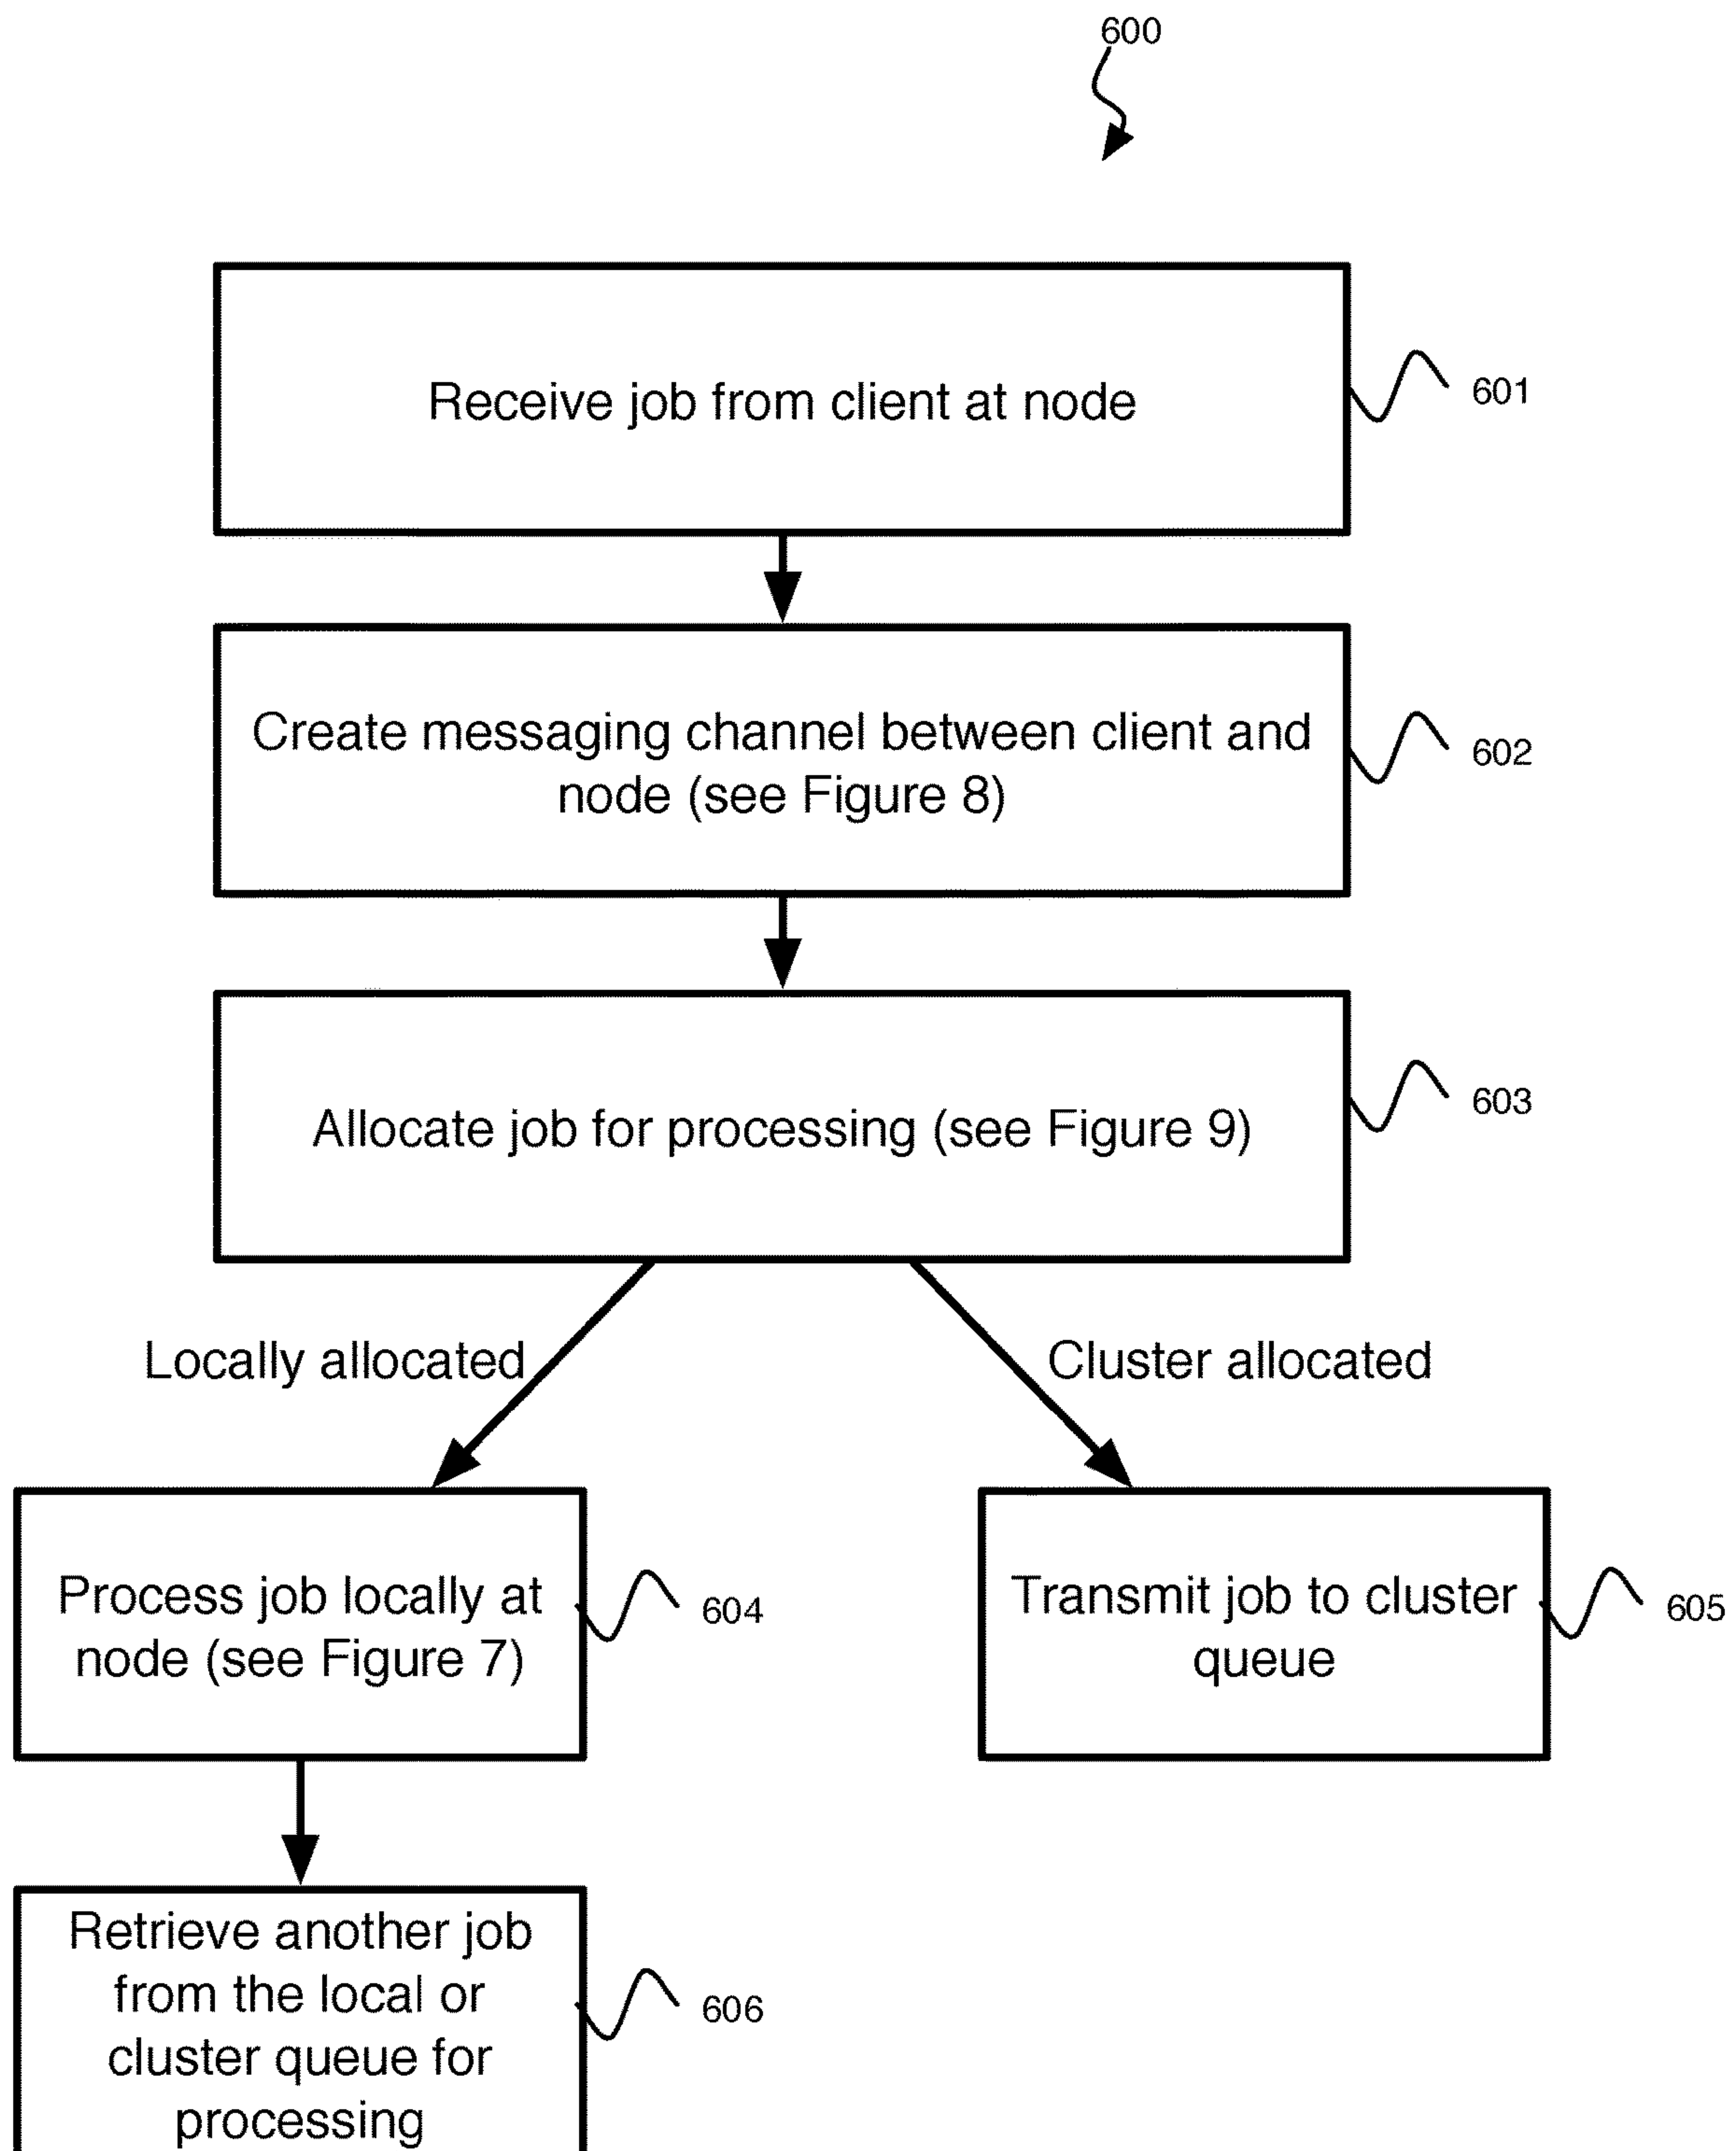 600
Receive job from client at node
601
Create messaging channel between client and
node (see Figure 8)
602
Allocate job for processing (see Figure 9)
603
Locally allocated
Cluster allocated
Process job locally at
node (see Figure 7)
604
Transmit job to cluster
queue
605
Retrieve another job
from the local or
cluster queue for
processing
606